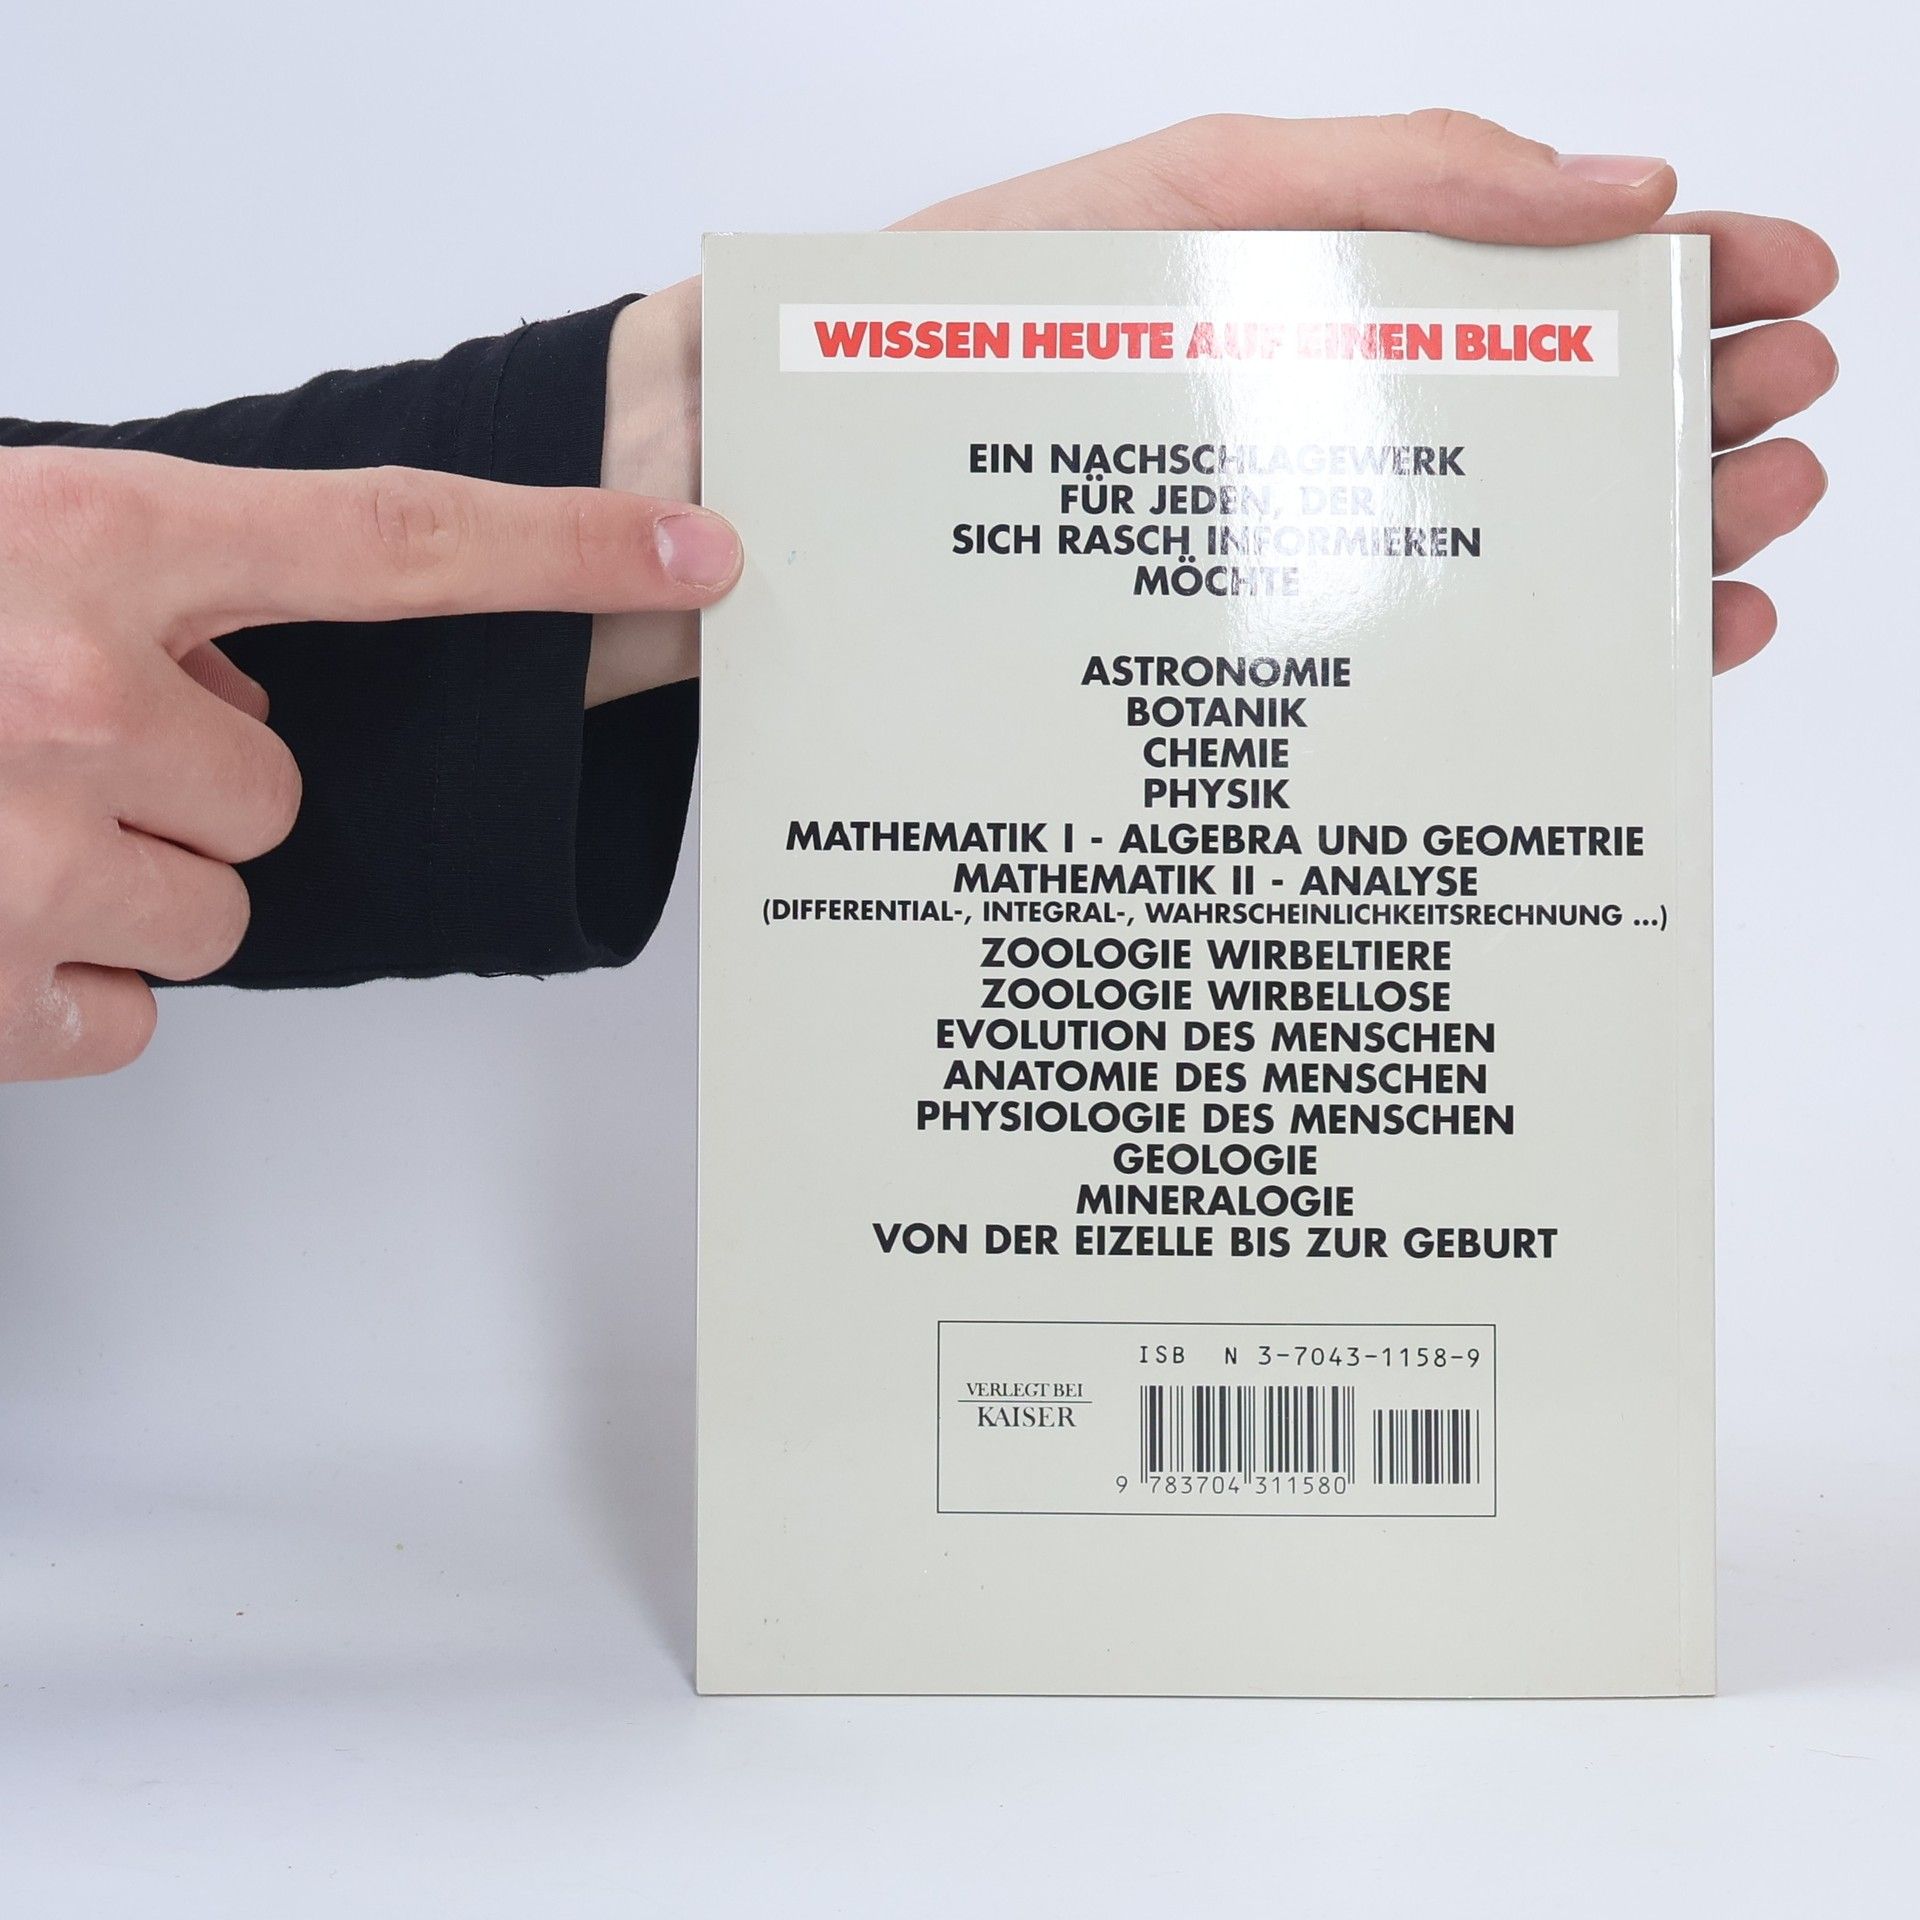 WISSEN HEUTE AUF EINEN BLICK
EIN NACHSCHLAGEWERK
FÜR JEDEN, DER
SICH RASCH INFORMIEREN
MÖCHTE
ASTRONOMIE
BOTANIK
CHEMIE
PHYSIK
MATHEMATIK I - ALGEBRA UND GEOMETRIE
MATHEMATIK II - ANALYSE
(DIFFERENTIAL-, INTEGRAL-, WAHRSCHEINLICHKEITSRECHNUNG ...)
ZOOLOGIE WIRBELTIERE
ZOOLOGIE WIRBELLOSE
EVOLUTION DES MENSCHEN
ANATOMIE DES MENSCHEN
PHYSIOLOGIE DES MENSCHEN
GEOLOGIE
MINERALOGIE
VON DER EIZELLE BIS ZUR GEBURT
ISB N 3-7043-1158-9
VERLEGT BEI
KAISER
9 783704 311580